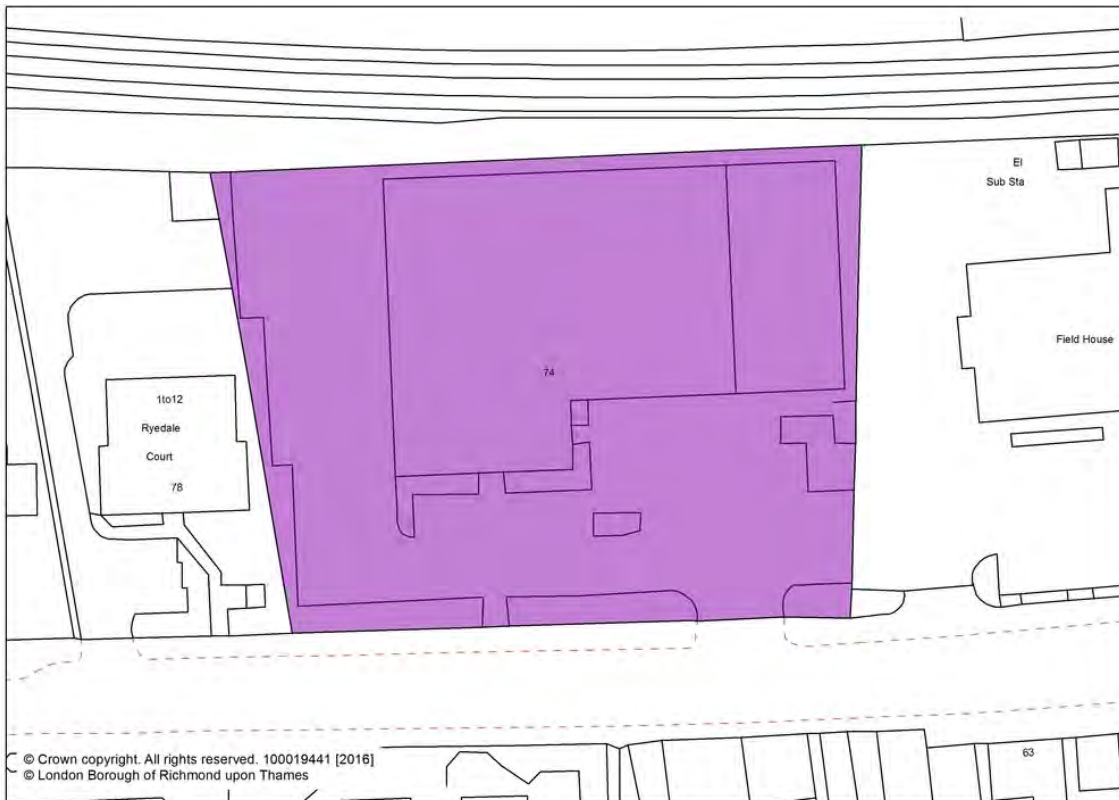 El
Sub Sta
Field House
74
1to12
Ryedale
Court
78
63
© Crown copyright. All rights reserved. 100019441 [2016]
© London Borough of Richmond upon Thames